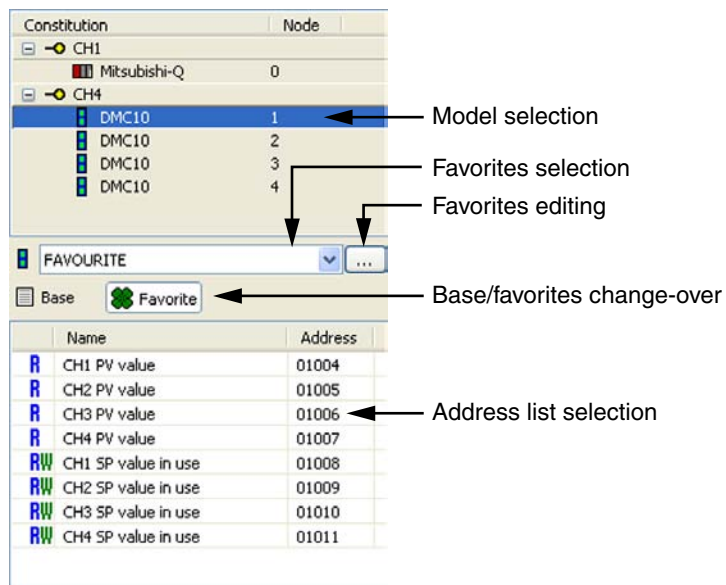 Constitution Node
CH1
Mitsubishi-Q 0
CH4
DMC10 1
Model selection
DMC10 2
DMC10 3
Favorites selection
DMC10 4
Favorites editing
FAVOURITE ...
Base Favorite
Base/favorites change-over
Name Address
R CH1 PV value 01004
R CH2 PV value 01005
R CH3 PV value 01006
Address list selection
R CH4 PV value 01007
RW CH1 SP value in use 01008
RW CH2 SP value in use 01009
RW CH3 SP value in use 01010
RW CH4 SP value in use 01011